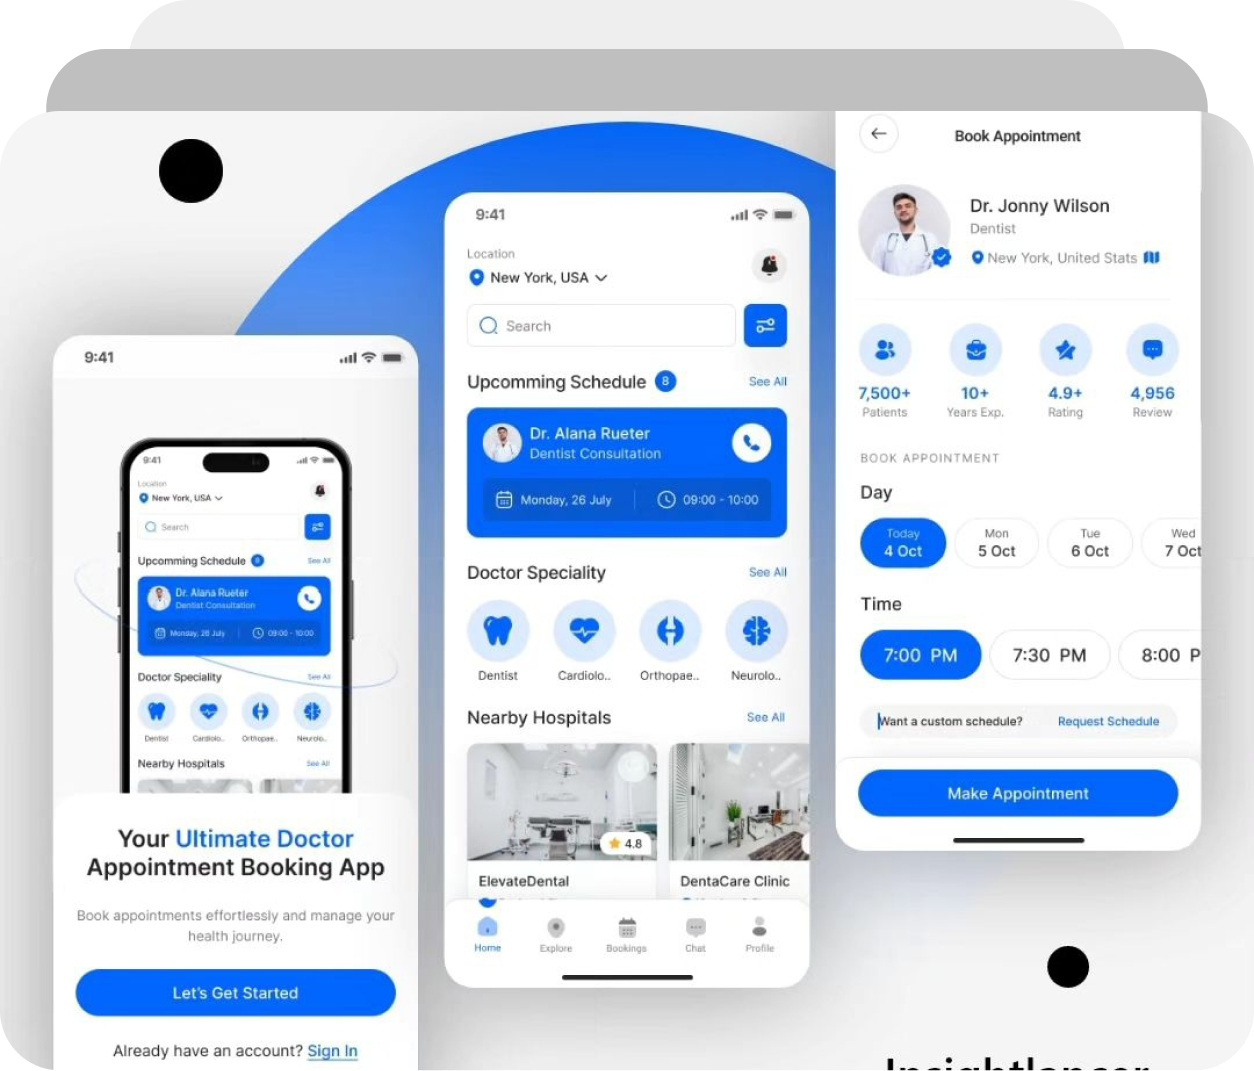 9:41
Your Ultimate Doctor
Appointment Booking App
Book appointments effortlessly and manage your
health journey.
Let's Get Started
Already have an account? Sign In
9:41
Location
New York, USA
Search
Upcomming Schedule 8 See All
Dr. Alana Rueter
Dentist Consultation
Monday, 26 July 09:00 - 10:00
Doctor Speciality See All
Dentist Cardiolo.. Orthopae.. Neurolo..
Nearby Hospitals See All
9:41
Location
New York, USA
Search
Upcomming Schedule 8 See All
Dr. Alana Rueter
Dentist Consultation
Monday, 26 July 09:00 - 10:00
Doctor Speciality See All
Dentist Cardiolo.. Orthopae.. Neurolo..
Nearby Hospitals See All
4.8
ElevateDental DentaCare Clinic
Home Explore Bookings Chat Profile
Book Appointment
Dr. Jonny Wilson
Dentist
New York, United Stats
7,500+ 10+ 4.9+ 4,956
Patients Years Exp. Rating Review
BOOK APPOINTMENT
Day
Today Mon Tue Wed
4 Oct 5 Oct 6 Oct 7 Oct
Time
7:00 PM 7:30 PM 8:00 P
Want a custom schedule? Request Schedule
Make Appointment
Insightlancer